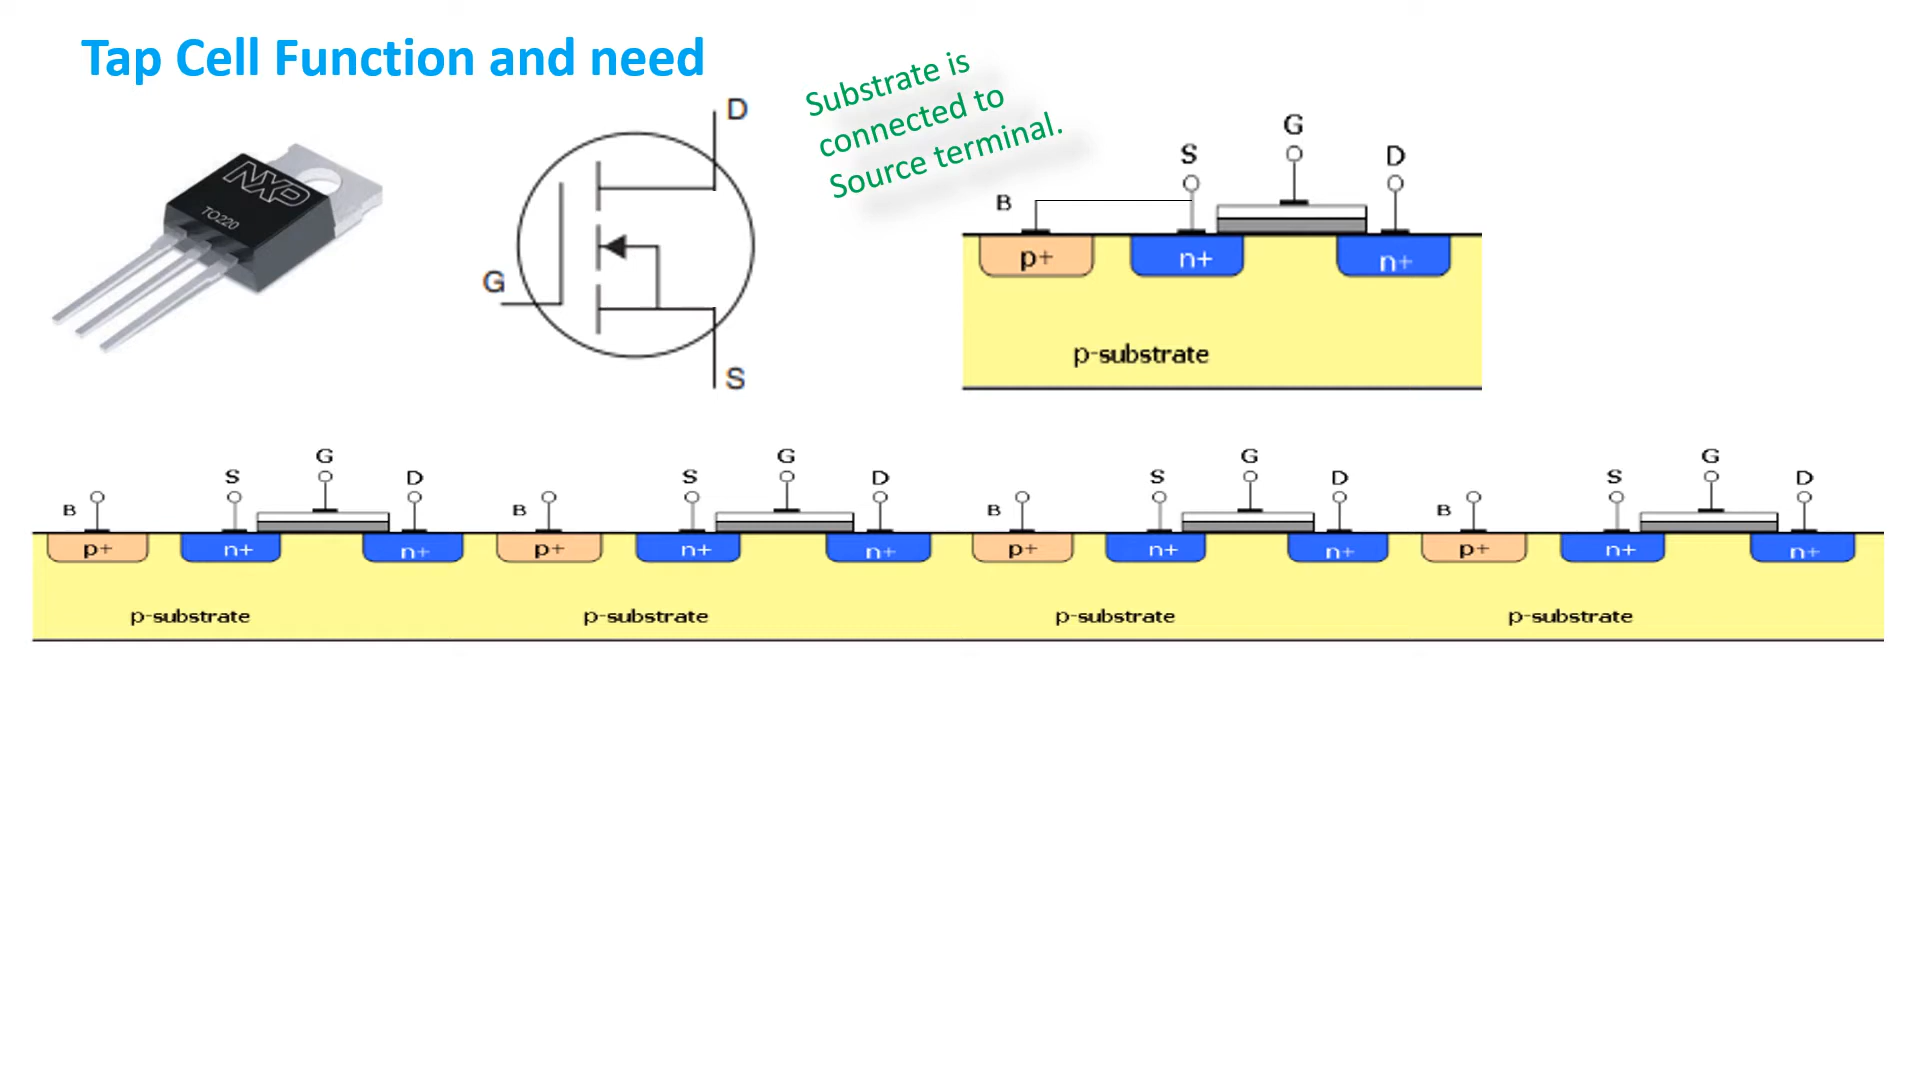 Tap Cell Function and need
Substrate is
connected to
Source terminal.
NXP
TO220
D
G
S
G
S
D
B
p+
n+
n+
p-substrate
G
G
G
G
S
D
S
D
S
D
S
D
B
B
B
B
p+
n+
n+
p+
n+
n+
p+
n+
n+
p+
n+
n+
p-substrate
p-substrate
p-substrate
p-substrate